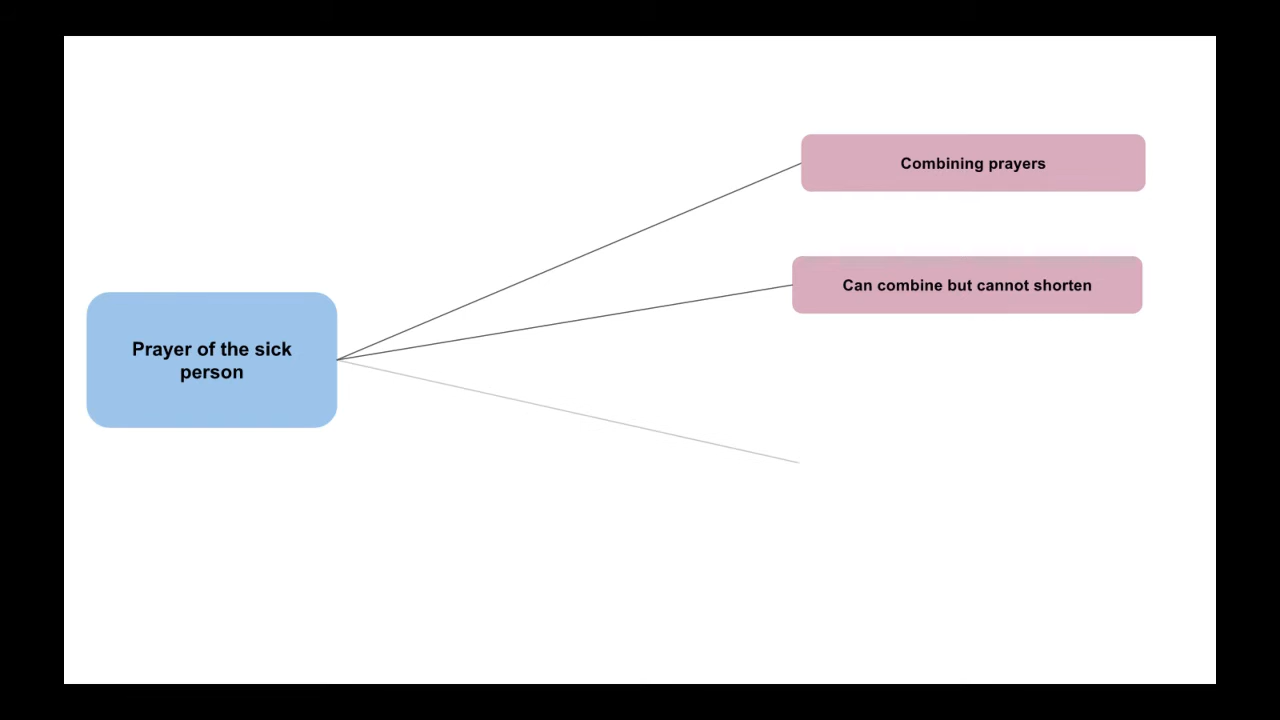 Combining prayers
Can combine but cannot shorten
Prayer of the sick
person